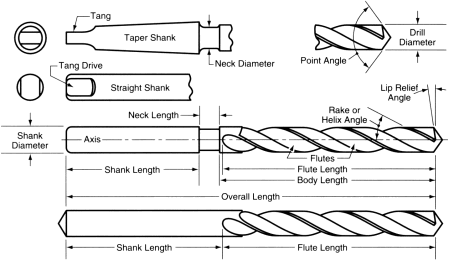 Tang
Taper Shank
Neck Diameter
Point Angle
Drill
Diameter
Tang Drive
Straight Shank
Lip Relief
Angle
Neck Length
Rake or
Helix Angle
Shank
Diameter
Axis
Flutes
Shank Length
Flute Length
Body Length
Overall Length
Shank Length
Flute Length